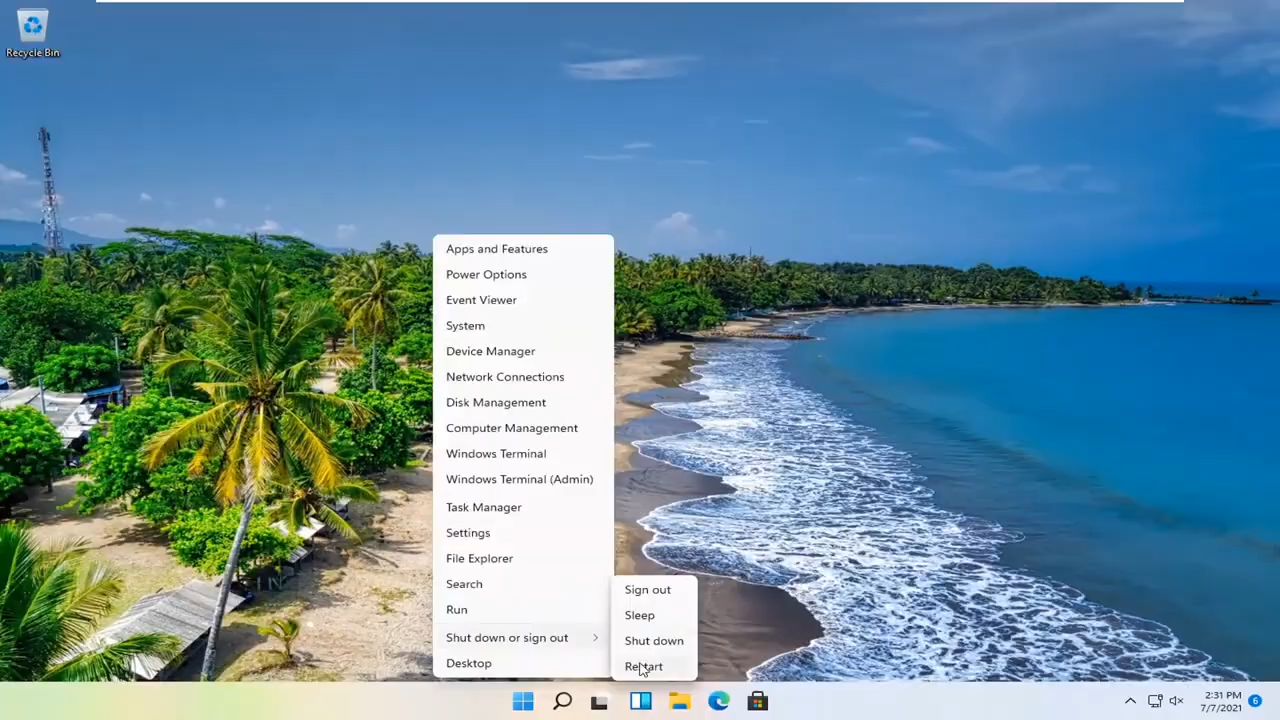 Recycle Bin
Apps and Features
Power Options
Event Viewer
System
Device Manager
Network Connections
Disk Management
Computer Management
Windows Terminal
Windows Terminal (Admin)
Task Manager
Settings
File Explorer
Search
Run
Shut down or sign out
Desktop
Sign out
Sleep
Shut down
Restart
2:31 PM
7/7/2021
6